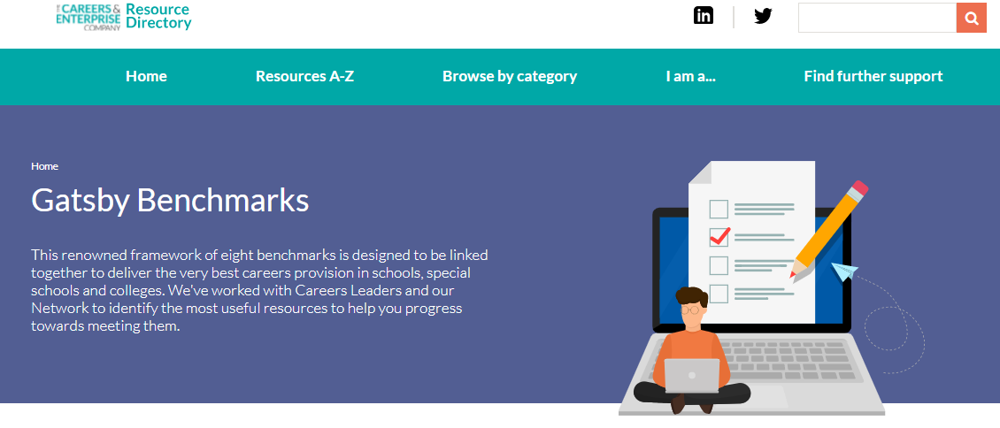 THE CAREERS &
ENTERPRISE
COMPANY
Resource
Directory
Home
Resources A-Z
Browse by category
I am a...
Find further support
Home
Gatsby Benchmarks
This renowned framework of eight benchmarks is designed to be linked
together to deliver the very best careers provision in schools, special
schools and colleges. We've worked with Careers Leaders and our
Network to identify the most useful resources to help you progress
towards meeting them.